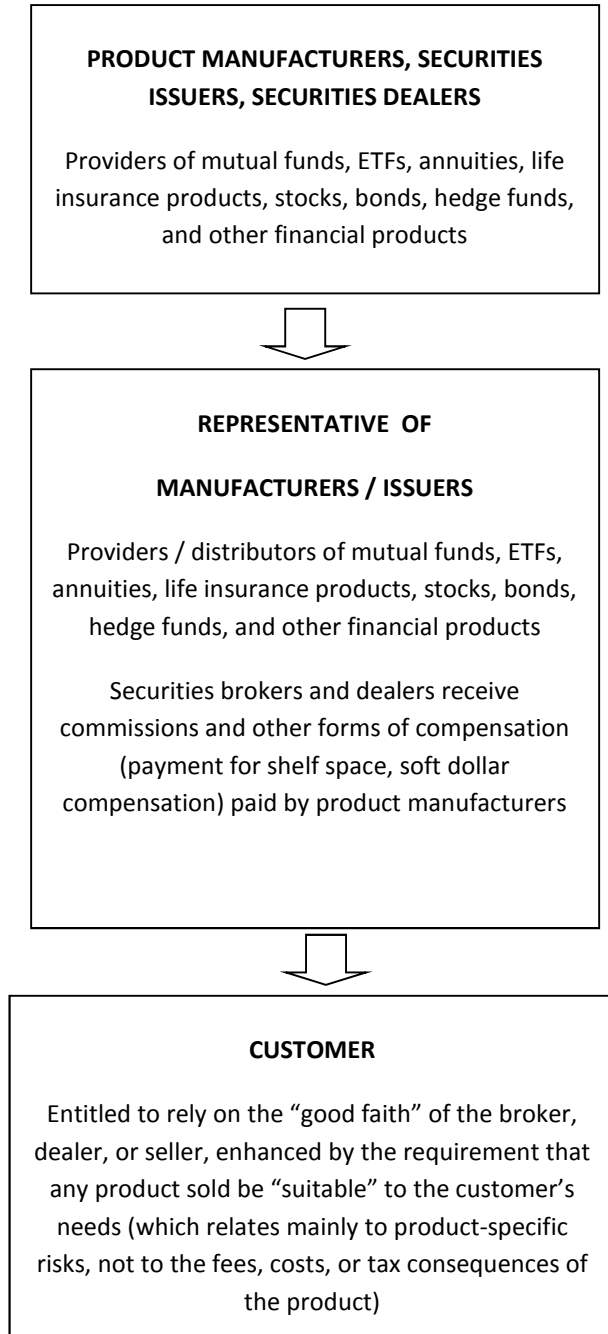 PRODUCT MANUFACTURERS, SECURITIES
ISSUERS, SECURITIES DEALERS
Providers of mutual funds, ETFs, annuities, life
insurance products, stocks, bonds, hedge funds,
and other financial products
REPRESENTATIVE OF
MANUFACTURERS / ISSUERS
Providers / distributors of mutual funds, ETFs,
annuities, life insurance products, stocks, bonds,
hedge funds, and other financial products
Securities brokers and dealers receive
commissions and other forms of compensation
(payment for shelf space, soft dollar
compensation) paid by product manufacturers
CUSTOMER
Entitled to rely on the “good faith” of the broker,
dealer, or seller, enhanced by the requirement that
any product sold be “suitable” to the customer’s
needs (which relates mainly to product-specific
risks, not to the fees, costs, or tax consequences of
the product)